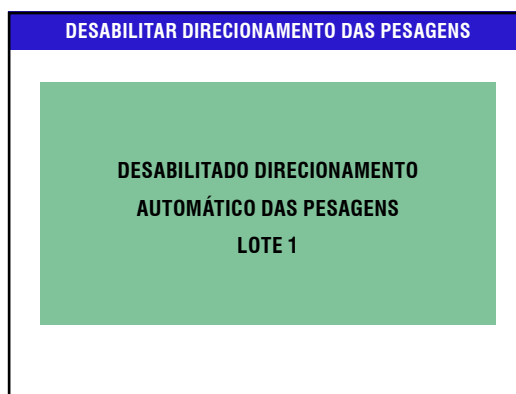 DESABILITAR DIRECIONAMENTO DAS PESAGENS
DESABILITADO DIRECIONAMENTO
AUTOMÁTICO DAS PESAGENS
LOTE 1